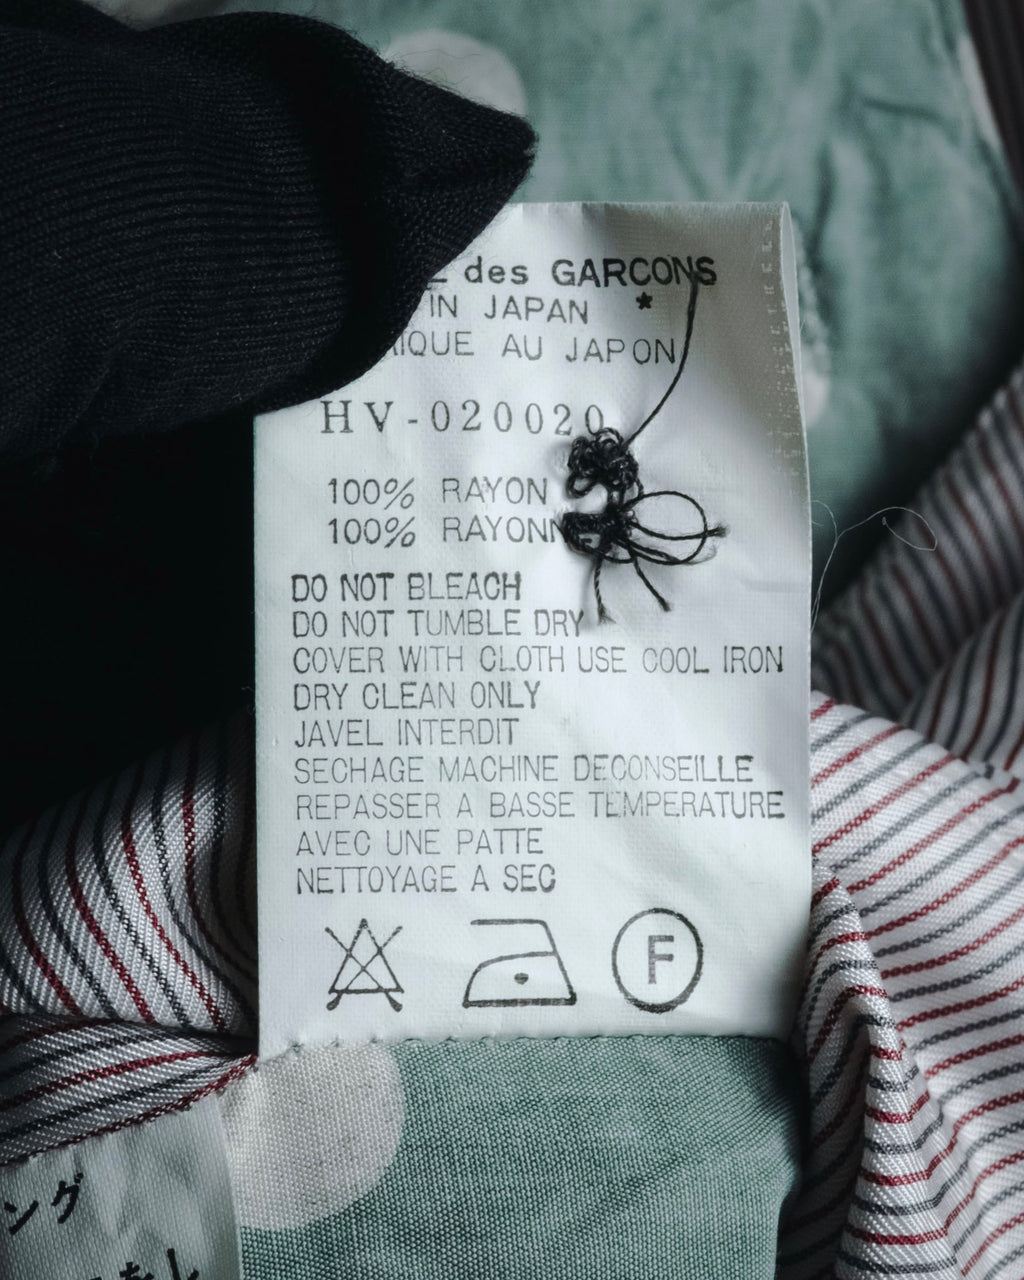 des GARCONS
IN JAPAN *
AU JAPON
HV-020020
100% RAYON
100% RAYONNE
DO NOT BLEACH
DO NOT TUMBLE DRY
COVER WITH CLOTH USE COOL IRON
DRY CLEAN ONLY
JAVEL INTERDIT
SECHAGE MACHINE DECONSEILLE
REPASSER A BASSE TEMPERATURE
AVEC UNE PATTE
NETTOYAGE A SEC
F
ング